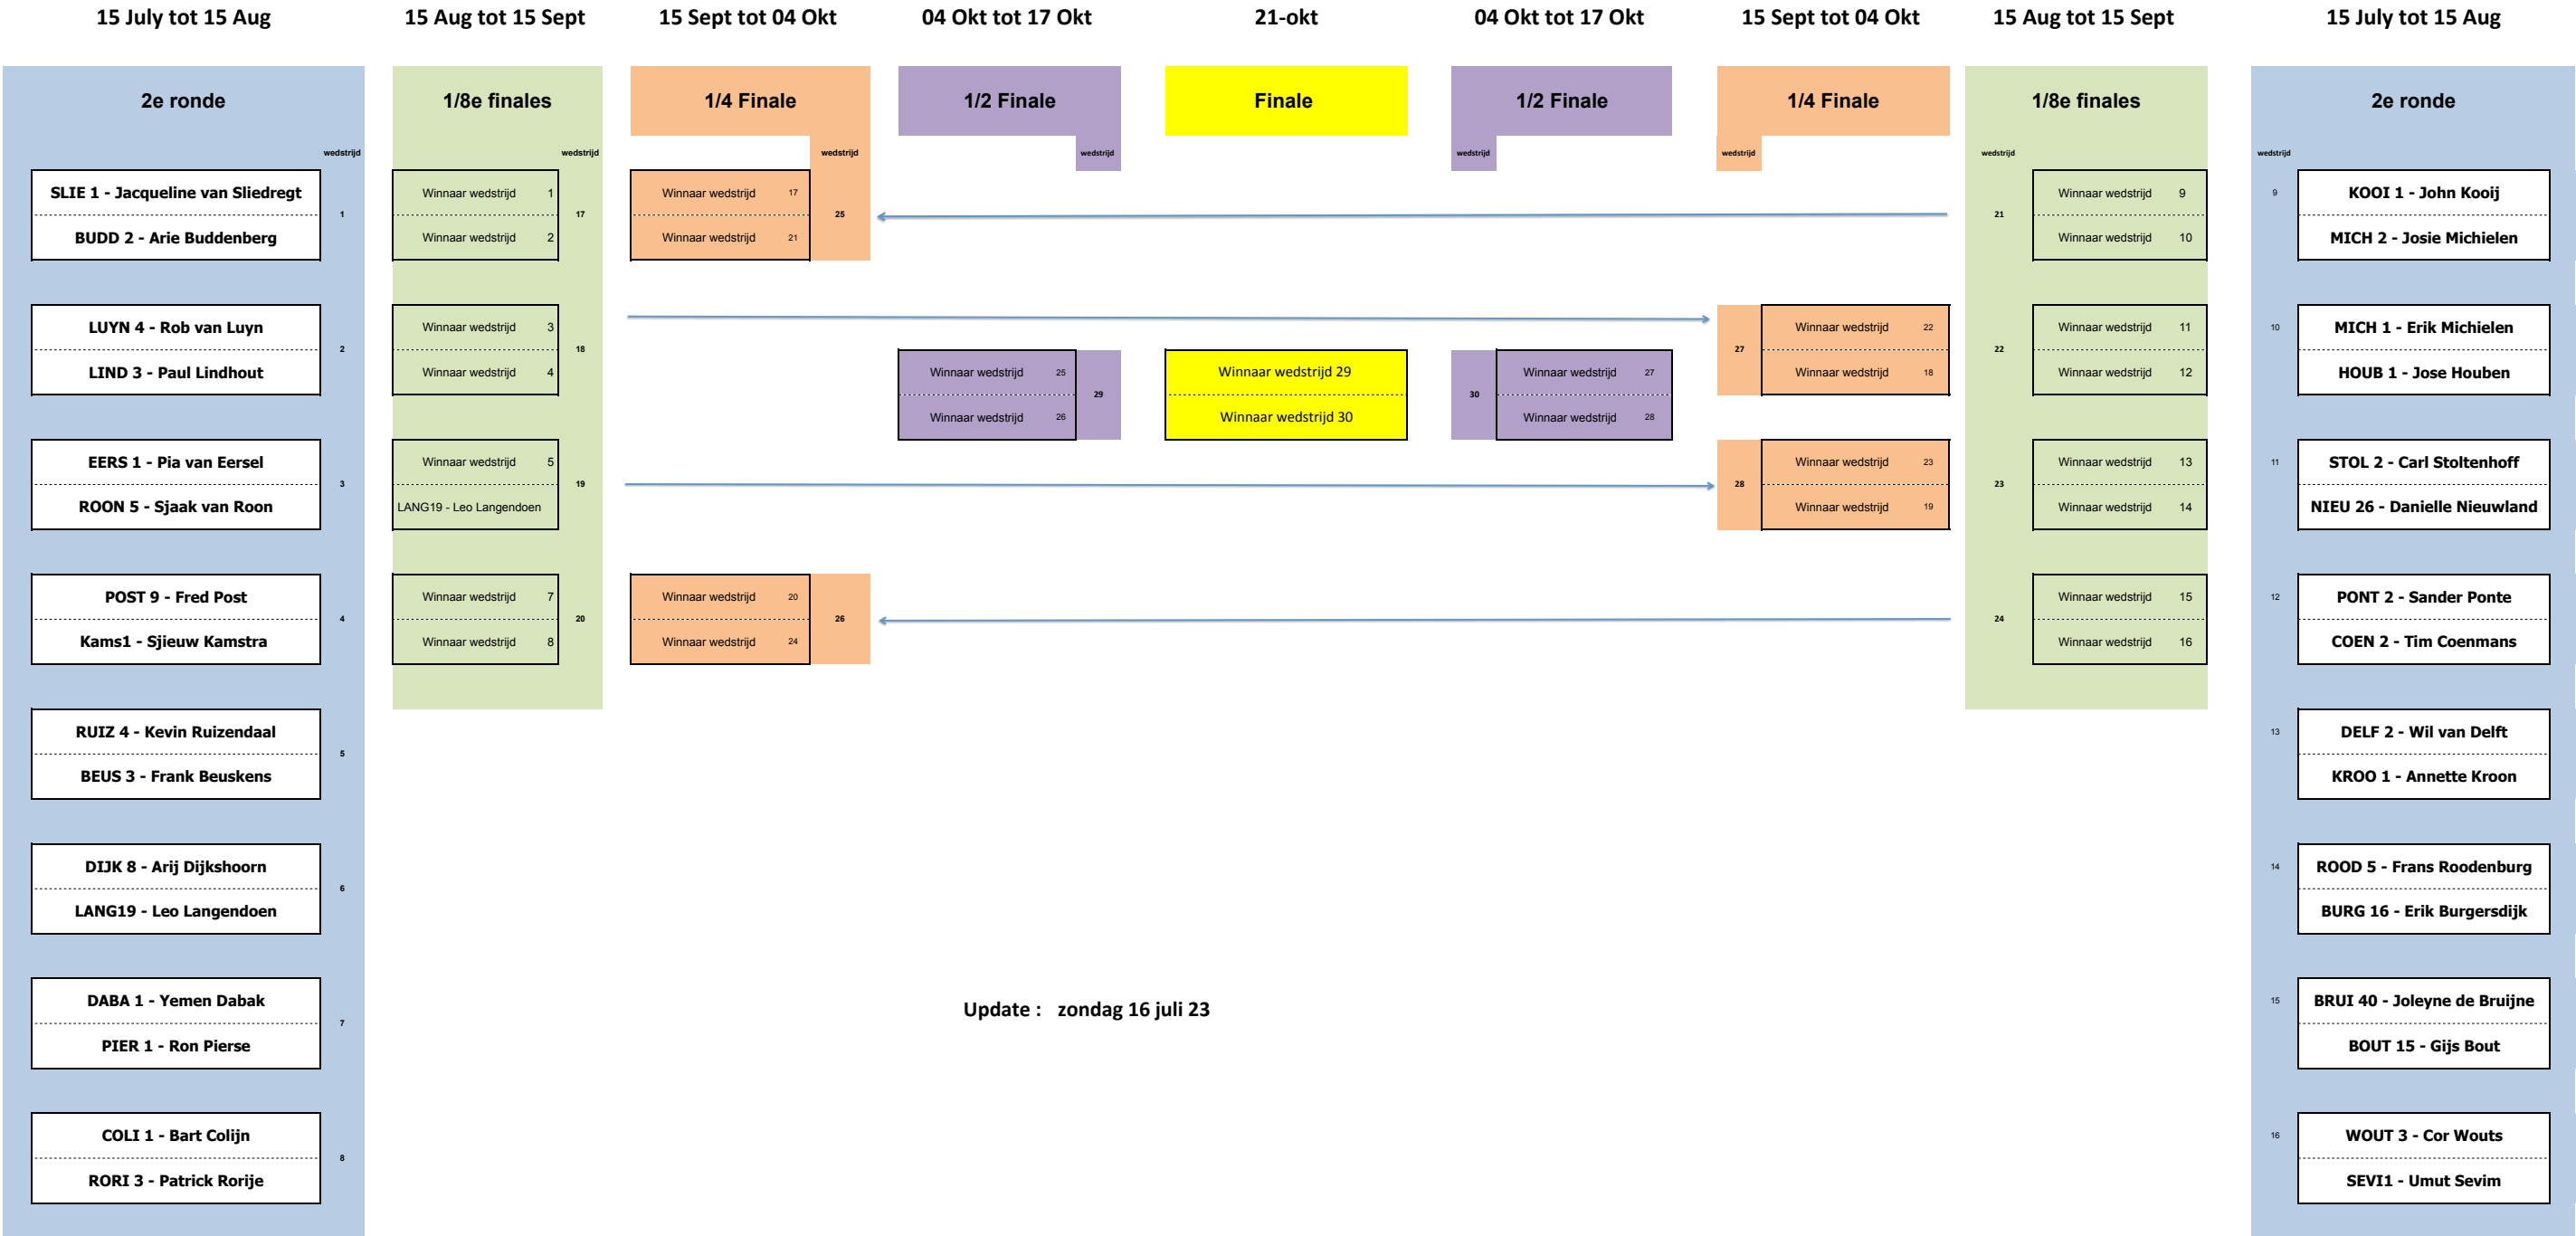 15 July tot 15 Aug 15 Aug tot 15 Sept 15 Sept tot 04 Okt 04 Okt tot 17 Okt 21-okt 04 Okt tot 17 Okt 15 Sept tot 04 Okt 15 Aug tot 15 Sept 15 July tot 15 Aug
2e ronde 1/8e finales 1/4 Finale 1/2 Finale Finale 1/2 Finale 1/4 Finale 1/8e finales 2e ronde
wedstrijd wedstrijd wedstrijd wedstrijd wedstrijd wedstrijd wedstrijd wedstrijd
SLIE 1 - Jacqueline van Sliedregt Winnaar wedstrijd 1 Winnaar wedstrijd 17 Winnaar wedstrijd 9 9 KOOI 1 - John Kooij
1 17 25 21
BUDD 2 - Arie Buddenberg Winnaar wedstrijd 2 Winnaar wedstrijd 21 Winnaar wedstrijd 10 MICH 2 - Josie Michielen
LUYN 4 - Rob van Luyn Winnaar wedstrijd 3 Winnaar wedstrijd 22 Winnaar wedstrijd 11 10 MICH 1 - Erik Michielen
2 18 27 22
LIND 3 - Paul Lindhout Winnaar wedstrijd 4 Winnaar wedstrijd 25 Winnaar wedstrijd 29 Winnaar wedstrijd 27 Winnaar wedstrijd 18 Winnaar wedstrijd 12 HOUB 1 - Jose Houben
29 30
Winnaar wedstrijd 26 Winnaar wedstrijd 30 Winnaar wedstrijd 28
EERS 1 - Pia van Eersel Winnaar wedstrijd 5 Winnaar wedstrijd 23 Winnaar wedstrijd 13 11 STOL 2 - Carl Stoltenhoff
3 19 28 23
ROON 5 - Sjaak van Roon LANG19 - Leo Langendoen Winnaar wedstrijd 19 Winnaar wedstrijd 14 NIEU 26 - Danielle Nieuwland
POST 9 - Fred Post Winnaar wedstrijd 7 Winnaar wedstrijd 20 Winnaar wedstrijd 15 12 PONT 2 - Sander Ponte
4 20 26 24
Kams1 - Sjieuw Kamstra Winnaar wedstrijd 8 Winnaar wedstrijd 24 Winnaar wedstrijd 16 COEN 2 - Tim Coenmans
RUIZ 4 - Kevin Ruizendaal 13 DELF 2 - Wil van Delft
5
BEUS 3 - Frank Beuskens KROO 1 - Annette Kroon
DIJK 8 - Arij Dijkshoorn 14 ROOD 5 - Frans Roodenburg
6
LANG19 - Leo Langendoen BURG 16 - Erik Burgersdijk
DABA 1 - Yemen Dabak 15 BRUI 40 - Joleyne de Bruijne
Update : zondag 16 juli 23
7
PIER 1 - Ron Pierse BOUT 15 - Gijs Bout
COLI 1 - Bart Colijn 16 WOUT 3 - Cor Wouts
8
RORI 3 - Patrick Rorije SEVI1 - Umut Sevim